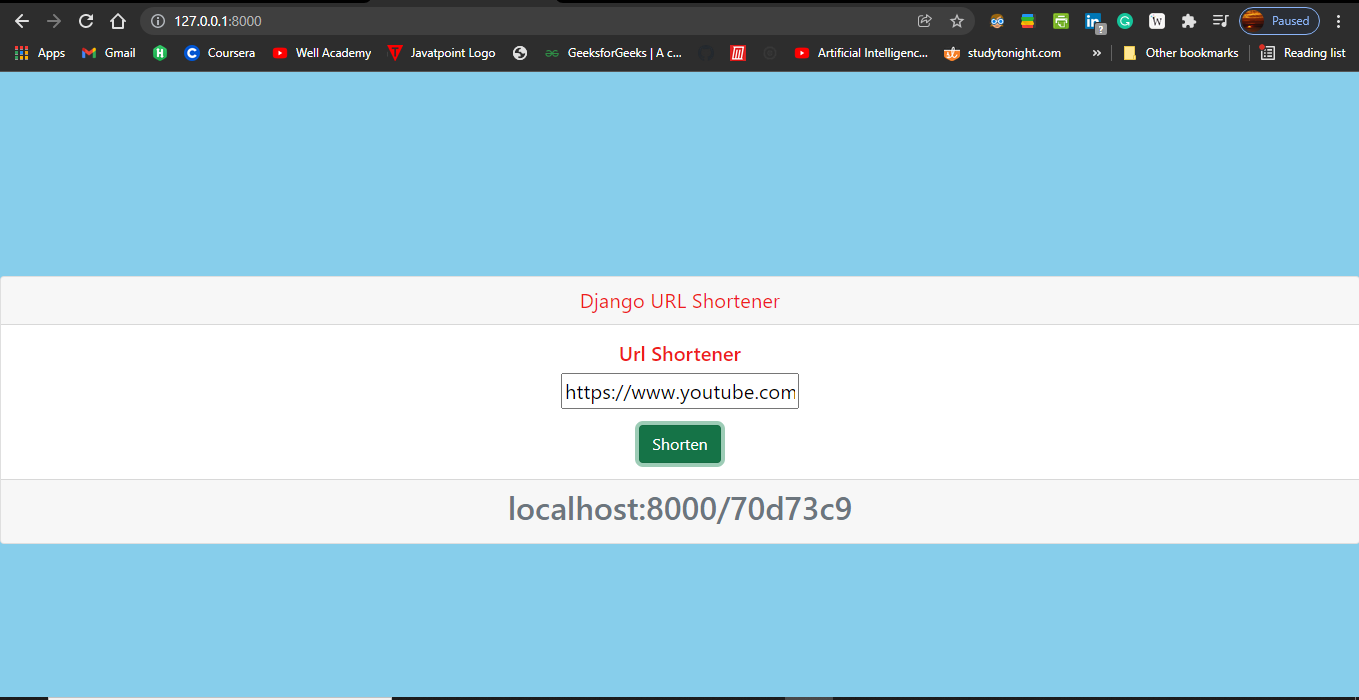 127.0.0.1:8000
Paused
Apps Gmail Coursera Well Academy Javatpoint Logo GeeksforGeeks | A c... Artificial Intelligenc... studytonight.com » Other bookmarks Reading list
Django URL Shortener
Url Shortener
https://www.youtube.com
Shorten
localhost:8000/70d73c9